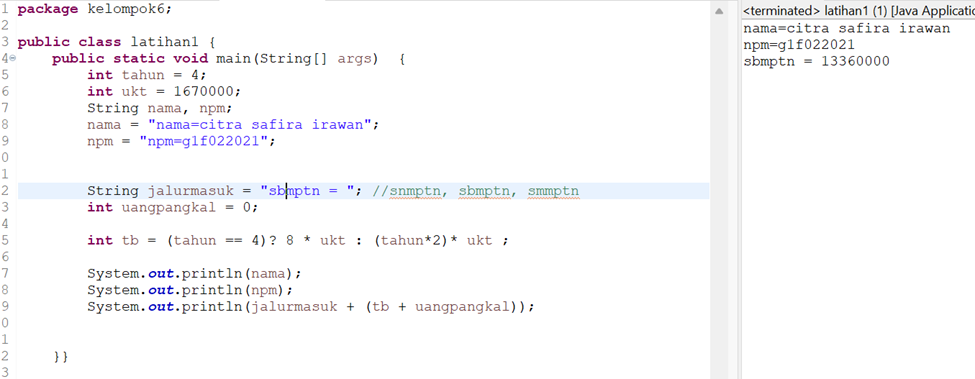 1 package kelompok6;
2
3 public class latihan1 {
4 public static void main(String[] args)  {
5 int tahun = 4;
6 int ukt = 1670000;
7 String nama, npm;
8 nama = "nama=citra safira irawan";
9 npm = "npm=g1f022021";
0
1
2 String jalurmasuk = "sbmptn = "; //snmptn, sbmptn, smmptn
3 int uangpangkal = 0;
4
5 int tb = (tahun == 4)? 8 * ukt : (tahun*2)* ukt ;
6
7 System.out.println(nama);
8 System.out.println(npm);
9 System.out.println(jalurmasuk + (tb + uangpangkal));
0
1
2 }}
3
<terminated> latihan1 (1) [Java Applicatio
nama=citra safira irawan
npm=g1f022021
sbmptn = 13360000